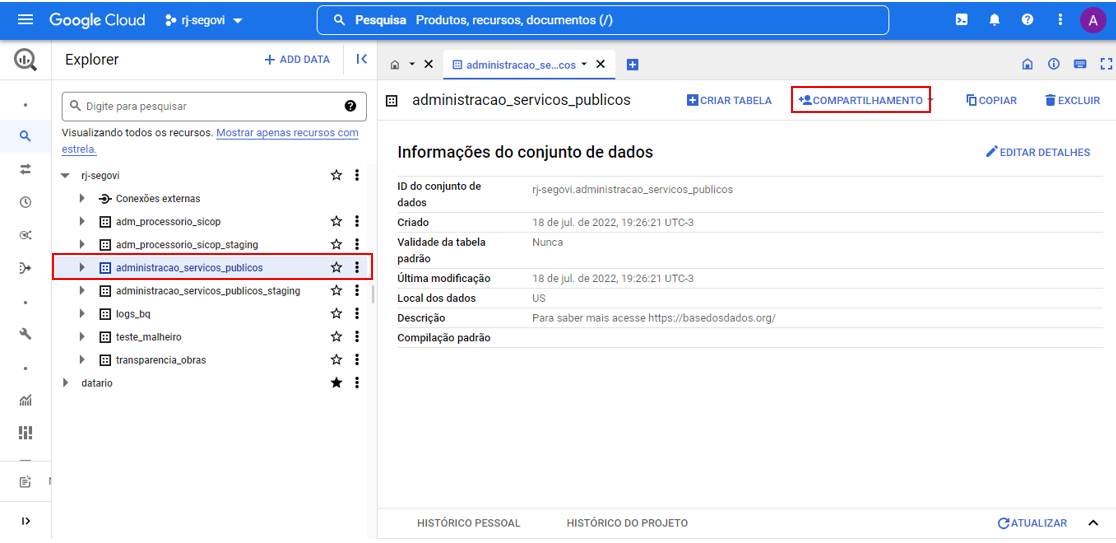 Google Cloud
rj-segovi
Pesquisa Produtos, recursos, documentos (/)
A
Explorer
+ ADD DATA
administracao_se...cos
Digite para pesquisar
Visualizando todos os recursos. Mostrar apenas recursos com
estrela.
rj-segovi
Conexões externas
adm_processorio_sicop
adm_processorio_sicop_staging
administracao_servicos_publicos
administracao_servicos_publicos_staging
logs_bq
teste_malheiro
transparencia_obras
datario
administracao_servicos_publicos
CRIAR TABELA
COMPARTILHAMENTO
COPIAR
EXCLUIR
Informações do conjunto de dados
EDITAR DETALHES
ID do conjunto de
dados
rj-segovi.administracao_servicos_publicos
Criado
18 de jul. de 2022, 19:26:21 UTC-3
Validade da tabela
padrão
Nunca
Última modificação
18 de jul. de 2022, 19:26:21 UTC-3
Local dos dados
US
Descrição
Para saber mais acesse https://basedosdados.org/
Compilação padrão
HISTÓRICO PESSOAL
HISTÓRICO DO PROJETO
ATUALIZAR